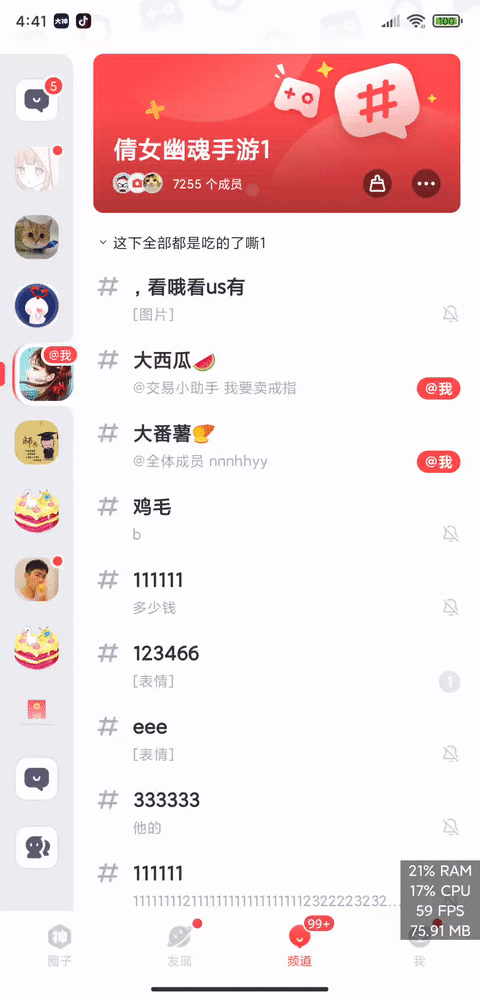 4:41
大神
100
5
倩女幽魂手游1
7255 个成员
这下全部都是吃的了嘶1
，看哦看us有
[图片]
@我
大西瓜🍉
@交易小助手 我要卖戒指
@我
大番薯🍠
@全体成员 nnnhhyy
@我
鸡毛
b
111111
多少钱
123466
[表情]
1
eee
[表情]
333333
他的
111111
1111111121111111111111111112322223232...
21% RAM
17% CPU
59 FPS
75.91 MB
圈子
发现
99+
频道
我